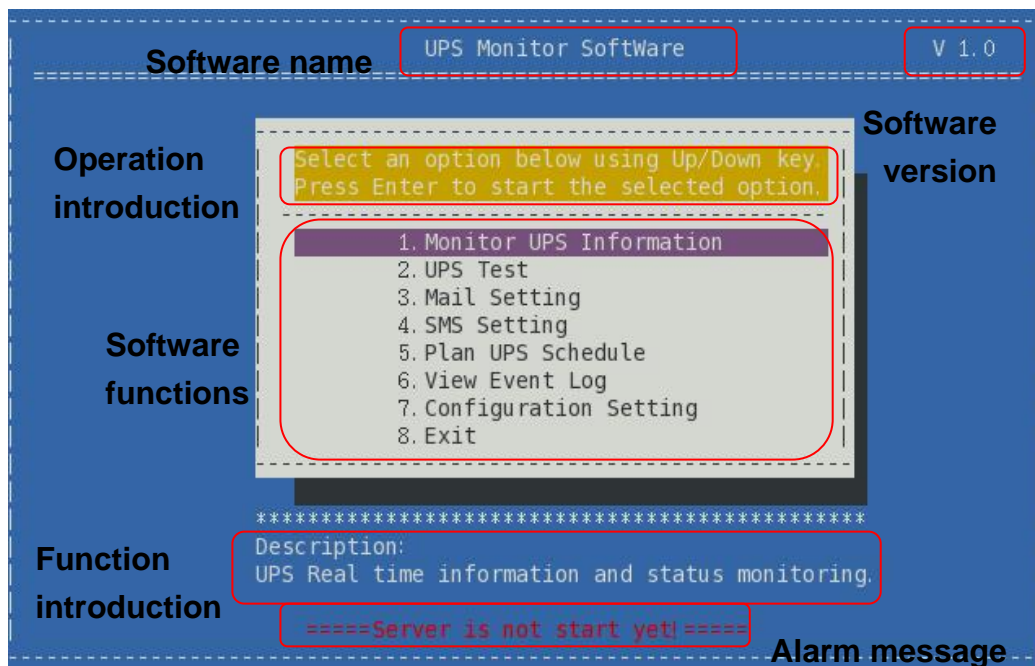 Software name
UPS Monitor SoftWare
V 1.0
Software
version
Operation
introduction
Select an option below using Up/Down key.
Press Enter to start the selected option.
Software
functions
1. Monitor UPS Information
2. UPS Test
3. Mail Setting
4. SMS Setting
5. Plan UPS Schedule
6. View Event Log
7. Configuration Setting
8. Exit
Function
introduction
Description:
UPS Real time information and status monitoring.
=====Server is not start yet!=====
Alarm message